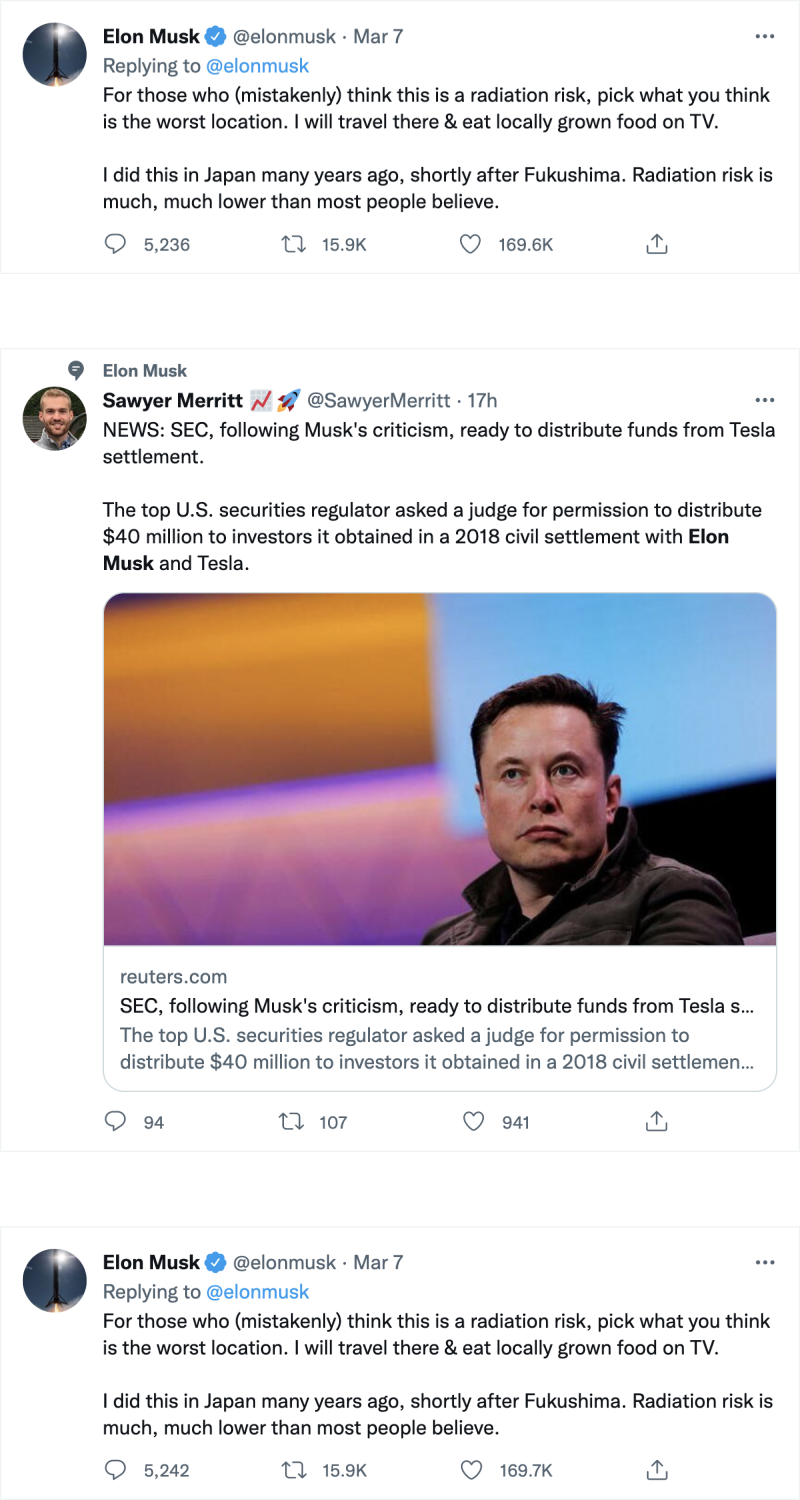 Elon Musk @elonmusk · Mar 7
Replying to @elonmusk
For those who (mistakenly) think this is a radiation risk, pick what you think
is the worst location. I will travel there & eat locally grown food on TV.
I did this in Japan many years ago, shortly after Fukushima. Radiation risk is
much, much lower than most people believe.
5,236 15.9K 169.6K
Elon Musk
Sawyer Merritt 📈🚀 @SawyerMerritt · 17h
NEWS: SEC, following Musk's criticism, ready to distribute funds from Tesla
settlement.
The top U.S. securities regulator asked a judge for permission to distribute
$40 million to investors it obtained in a 2018 civil settlement with Elon
Musk and Tesla.
reuters.com
SEC, following Musk's criticism, ready to distribute funds from Tesla s...
The top U.S. securities regulator asked a judge for permission to
distribute $40 million to investors it obtained in a 2018 civil settlemen...
94 107 941
Elon Musk @elonmusk · Mar 7
Replying to @elonmusk
For those who (mistakenly) think this is a radiation risk, pick what you think
is the worst location. I will travel there & eat locally grown food on TV.
I did this in Japan many years ago, shortly after Fukushima. Radiation risk is
much, much lower than most people believe.
5,242 15.9K 169.7K